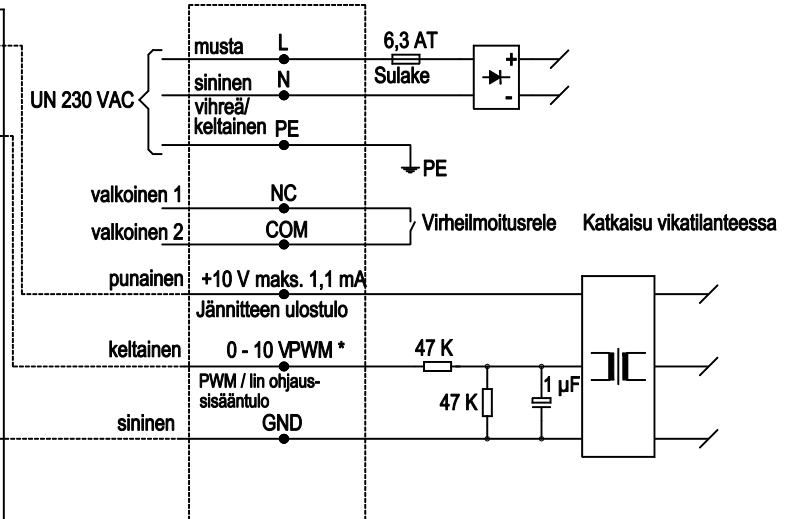 musta L 6,3 AT
Sulake
sininen N
UN 230 VAC
vihreä/
keltainen PE
PE
+
-
valkoinen 1 NC
valkoinen 2 COM
Virheilmoitusrele Katkaisu vikatilanteessa
punainen +10 V maks. 1,1 mA
Jännitteen ulostulo
keltainen 0 - 10 VPWM * 47 K
PWM / lin ohjaus-
sisääntulo
47 K 1 µF
sininen GND